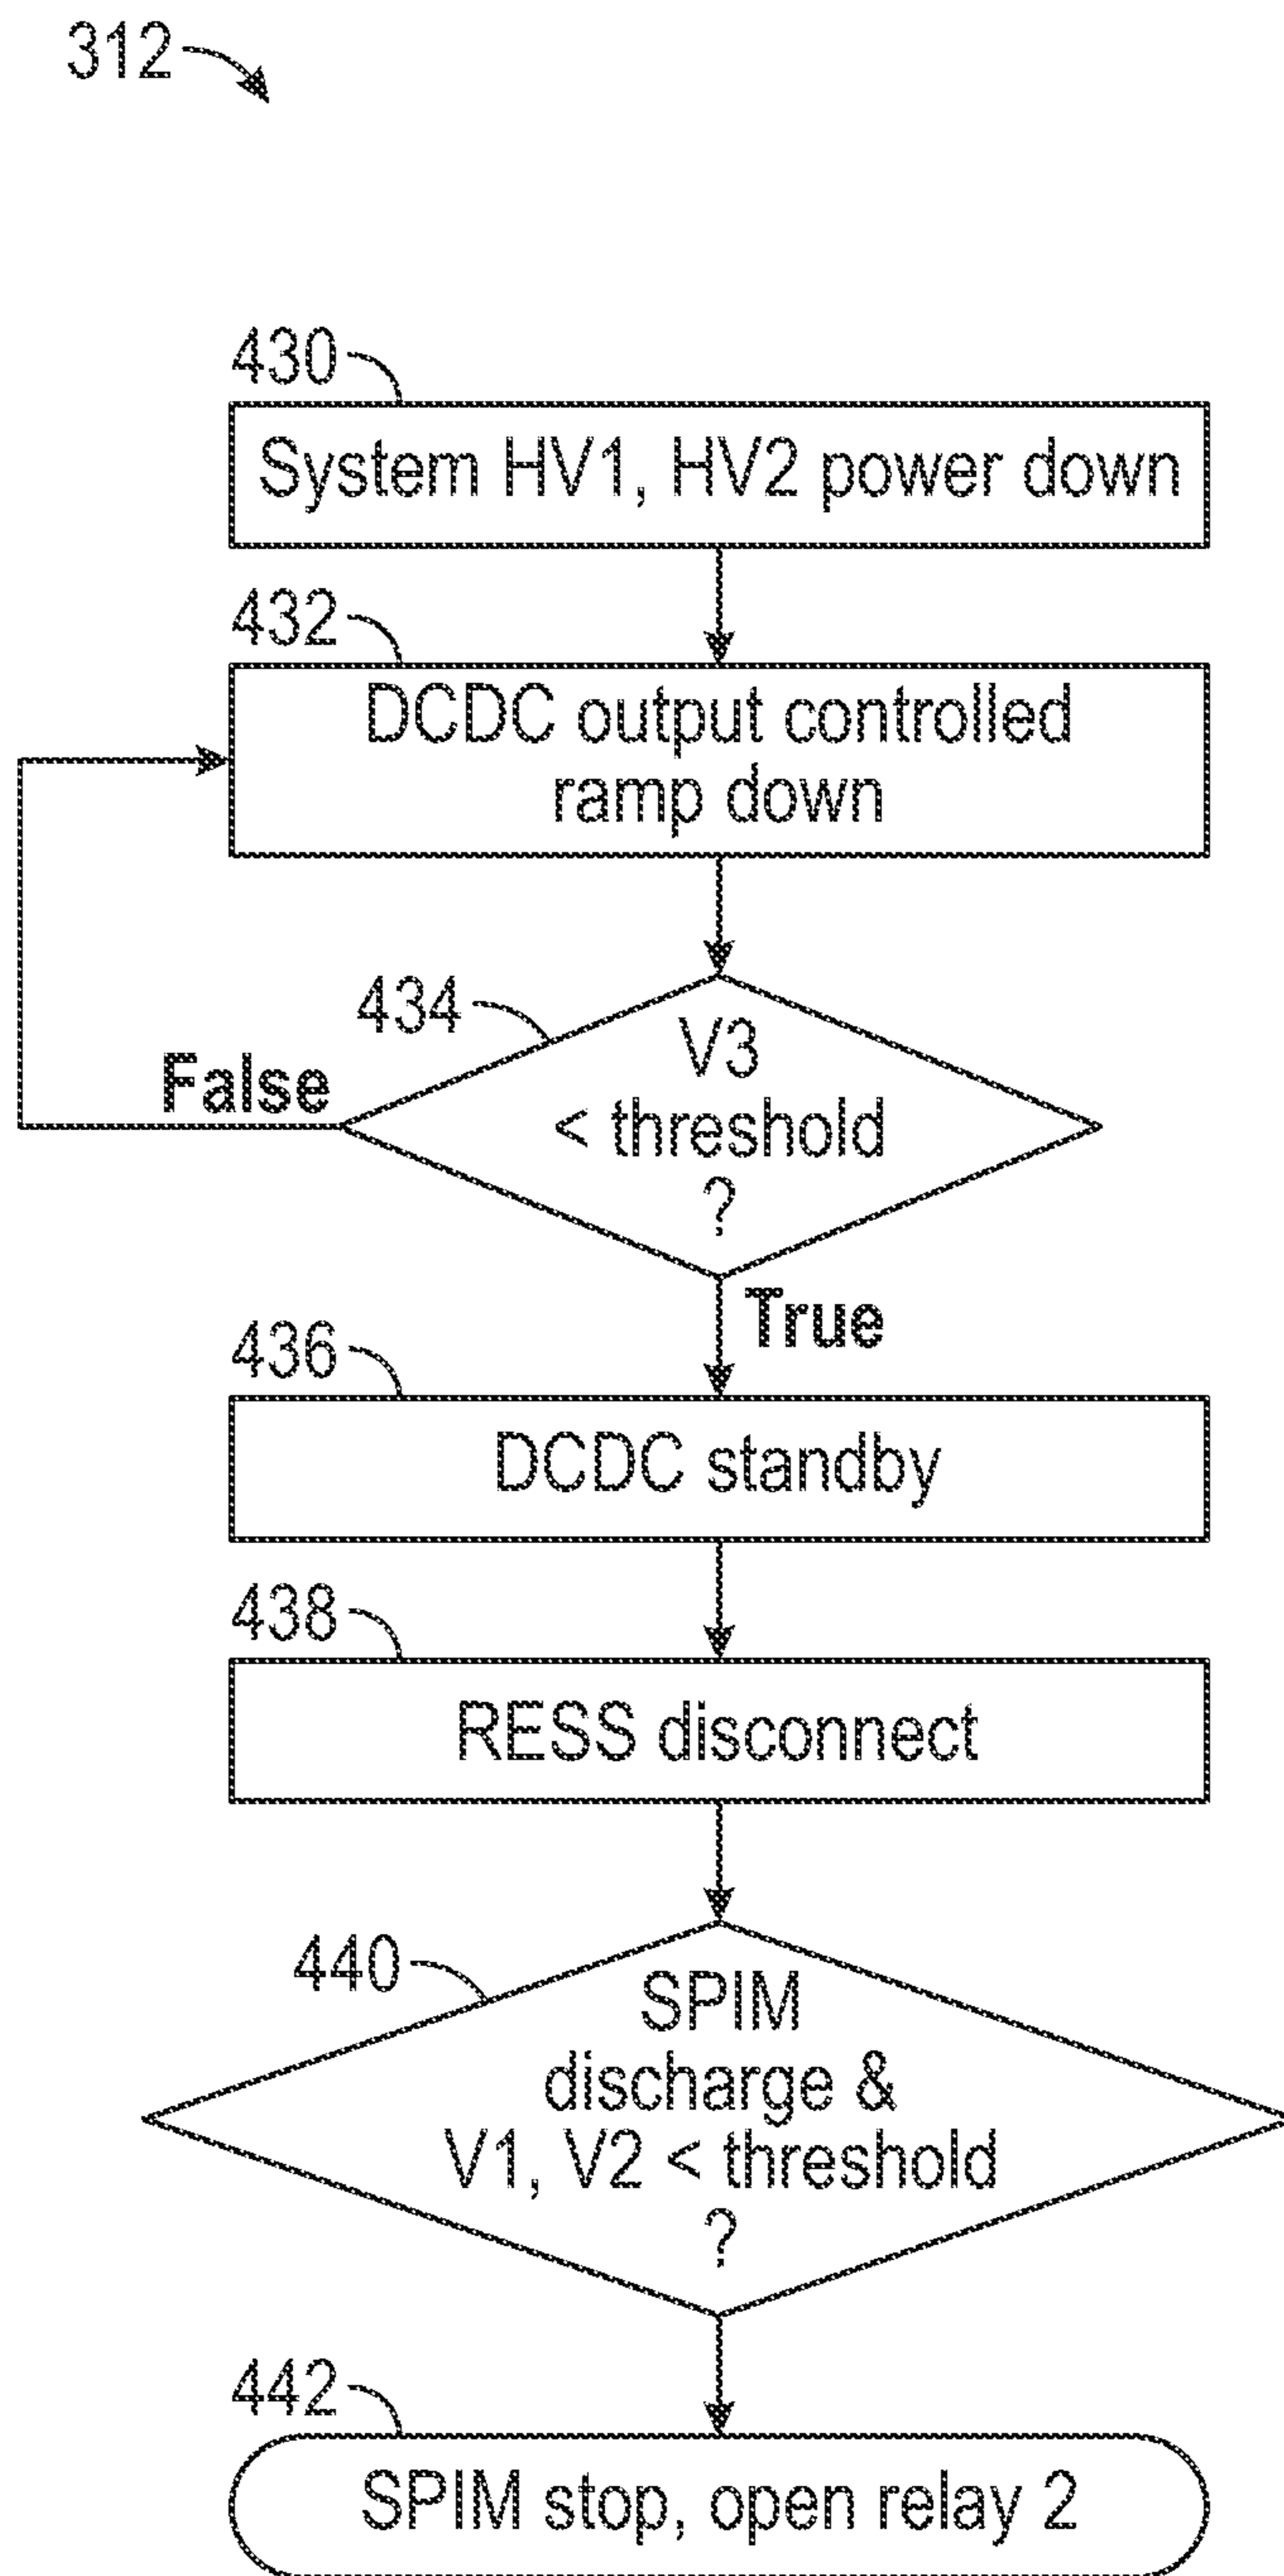 312
430
System HV1, HV2 power down
432
DCDC output controlled
ramp down
434
V3
< threshold
?
False
True
436
DCDC standby
438
RESS disconnect
440
SPIM
discharge &
V1, V2 < threshold
?
442
SPIM stop, open relay 2